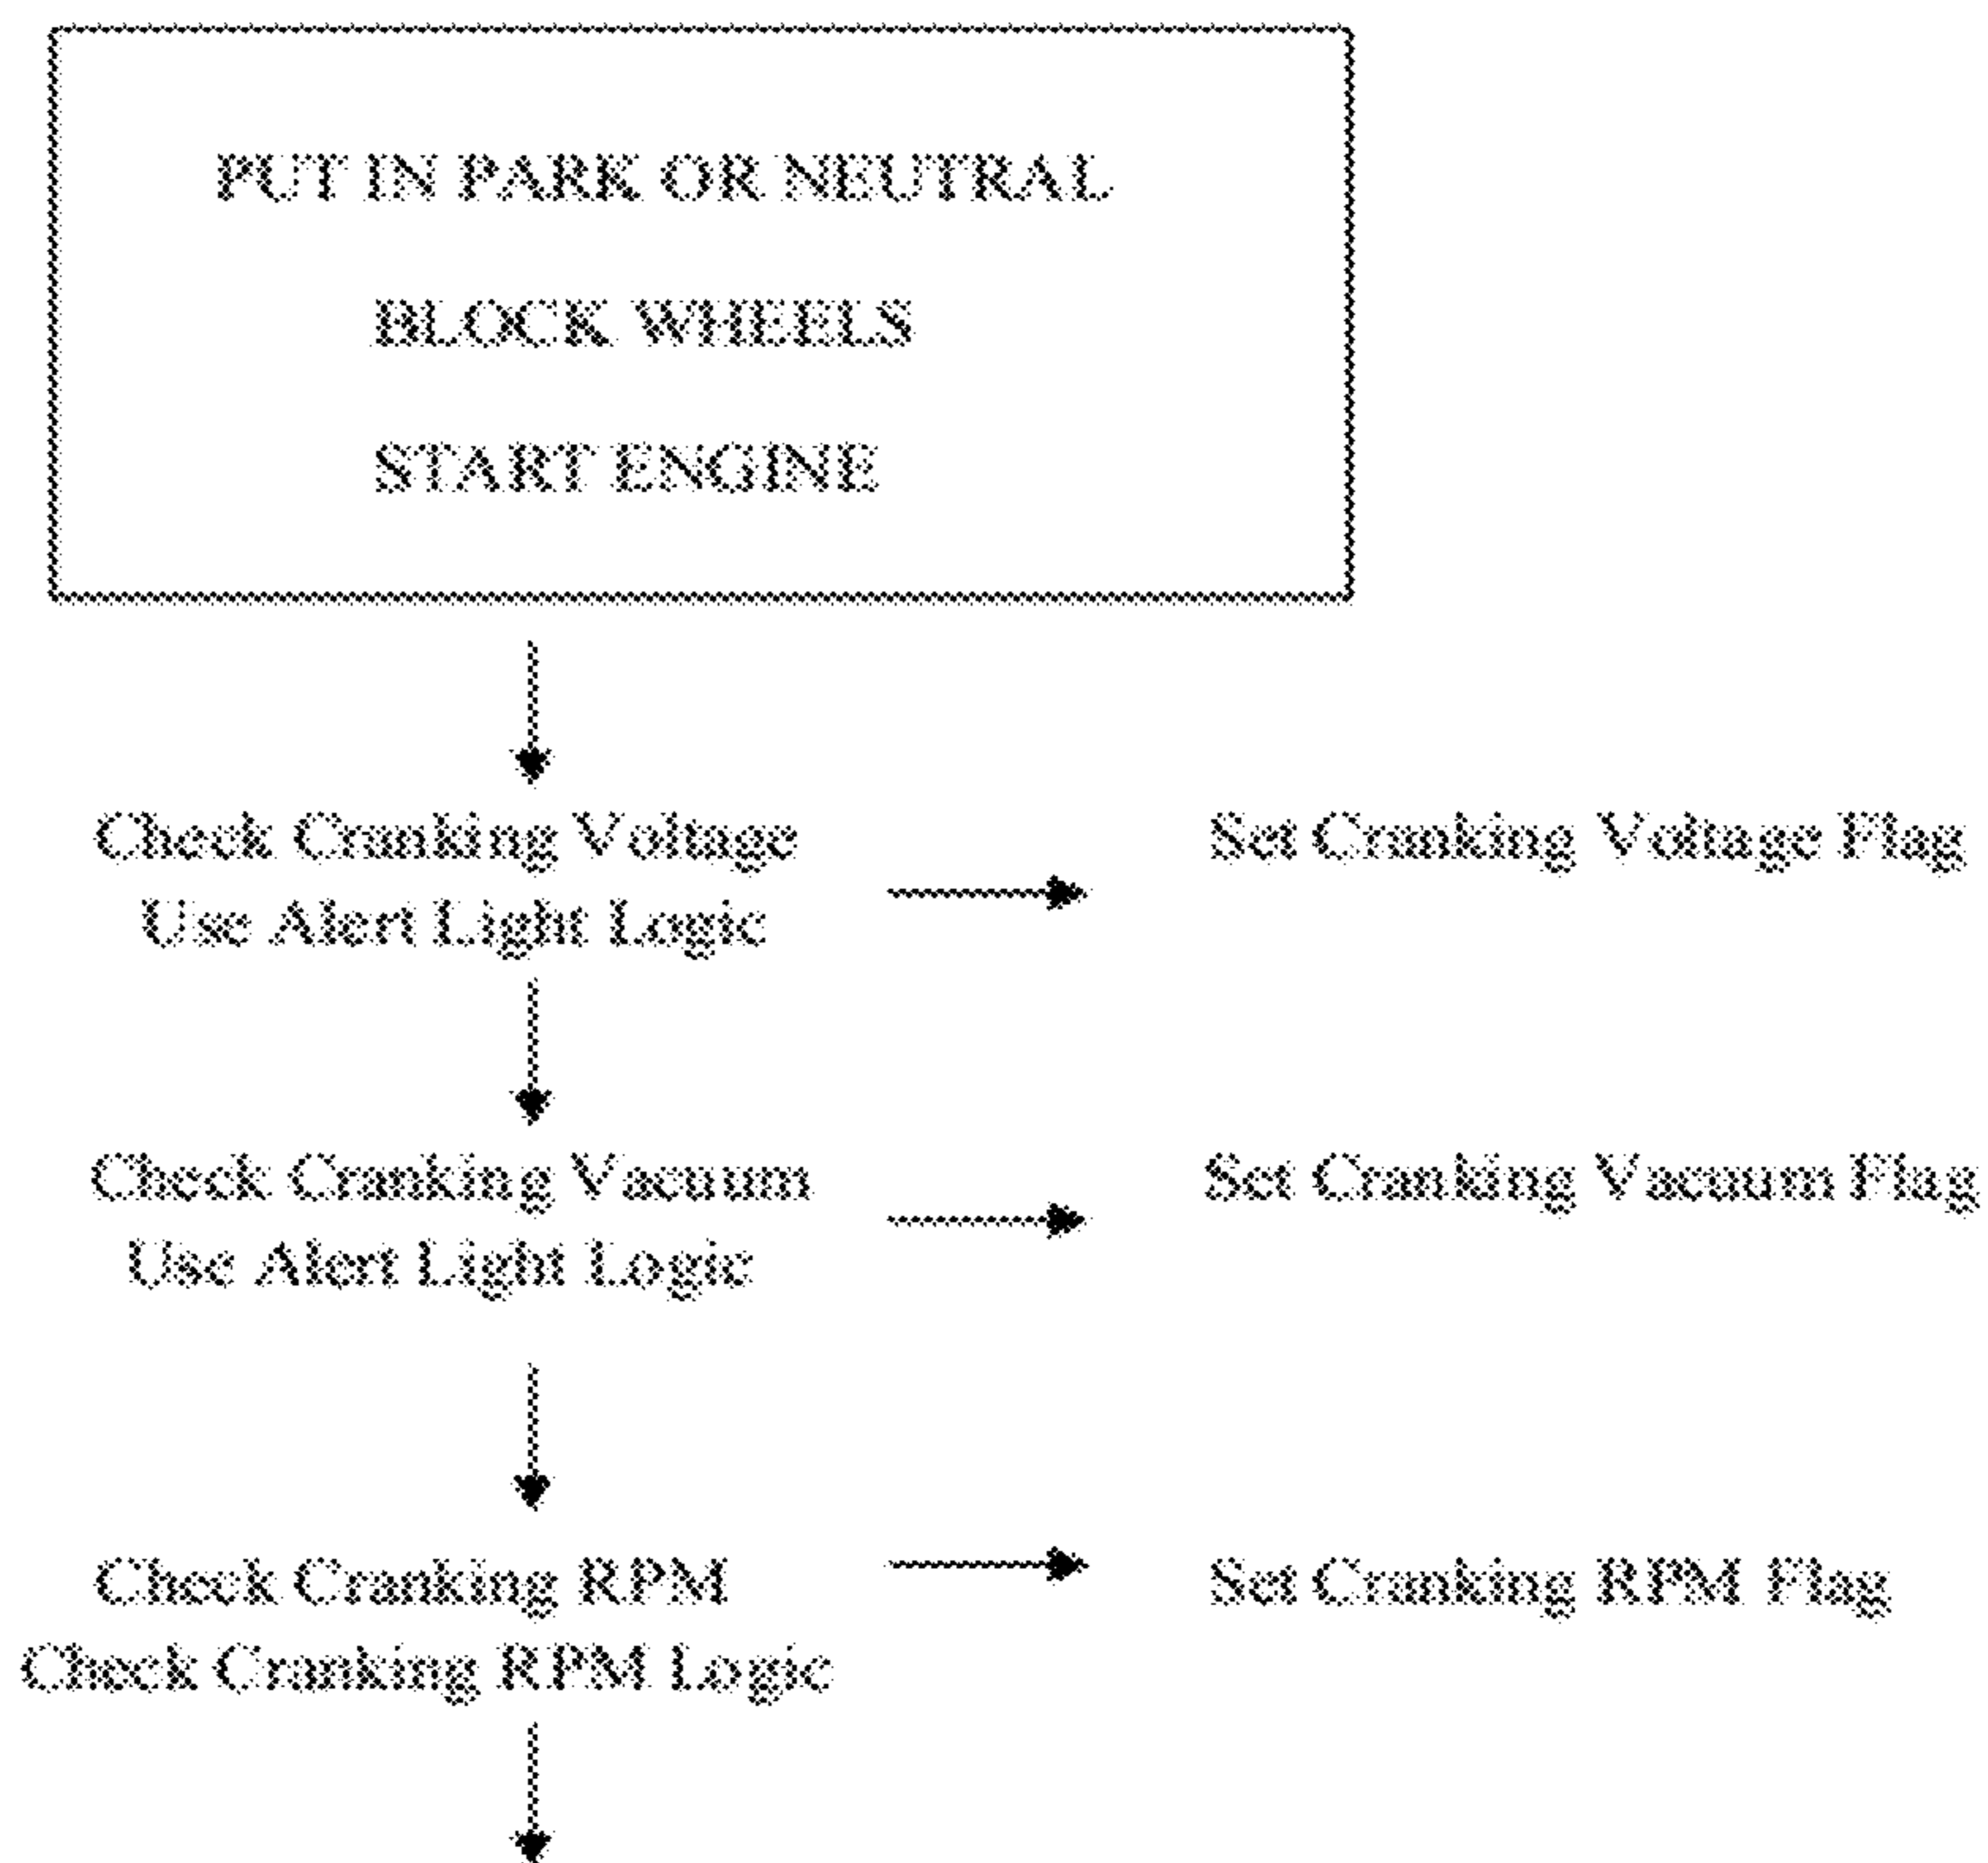 PUT IN PARK OR NEUTRAL
BLOCK WHEELS
START ENGINE
Check Cranking Voltage
Use Alert Light Logic
Set Cranking Voltage Flag
Check Cranking Vacuum
Use Alert Light Logic
Set Cranking Vacuum Flag
Check Cranking RPM
Check Cranking RPM Logic
Set Cranking RPM Flag